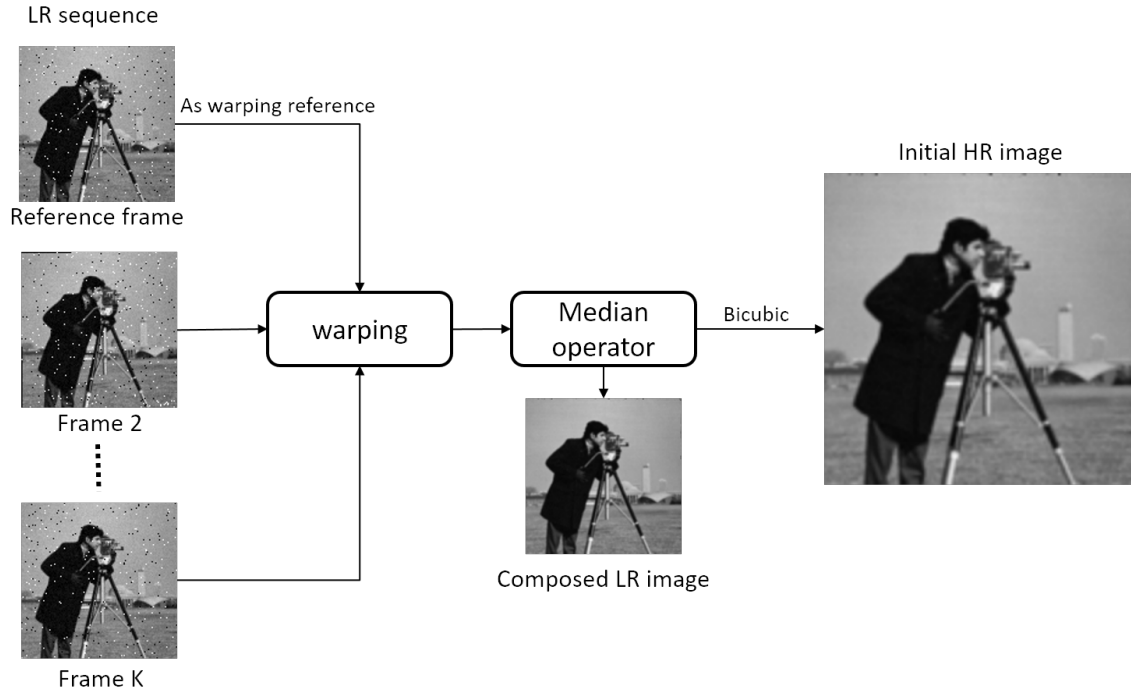 LR sequence
As warping reference
Reference frame
Frame 2
Frame K
warping
Median
operator
Bicubic
Composed LR image
Initial HR image